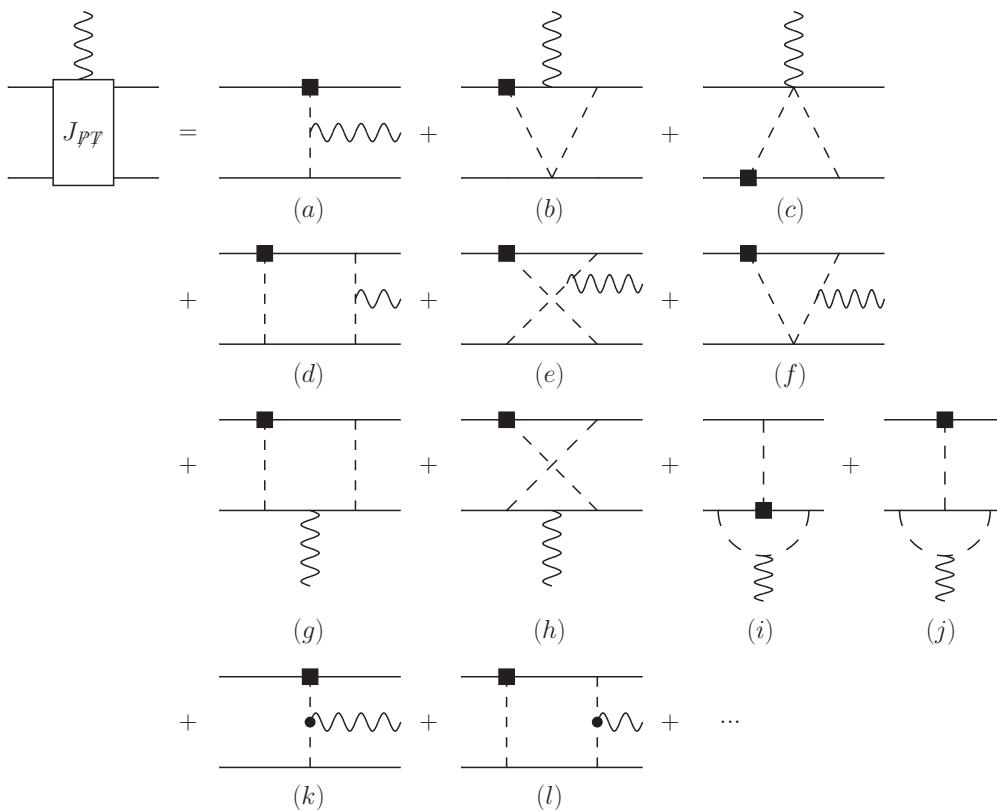 J_{P̸T̸} = + +
(a) (b) (c)
+ + +
(d) (e) (f)
+ + + +
(g) (h) (i) (j)
+ + + ...
(k) (l)